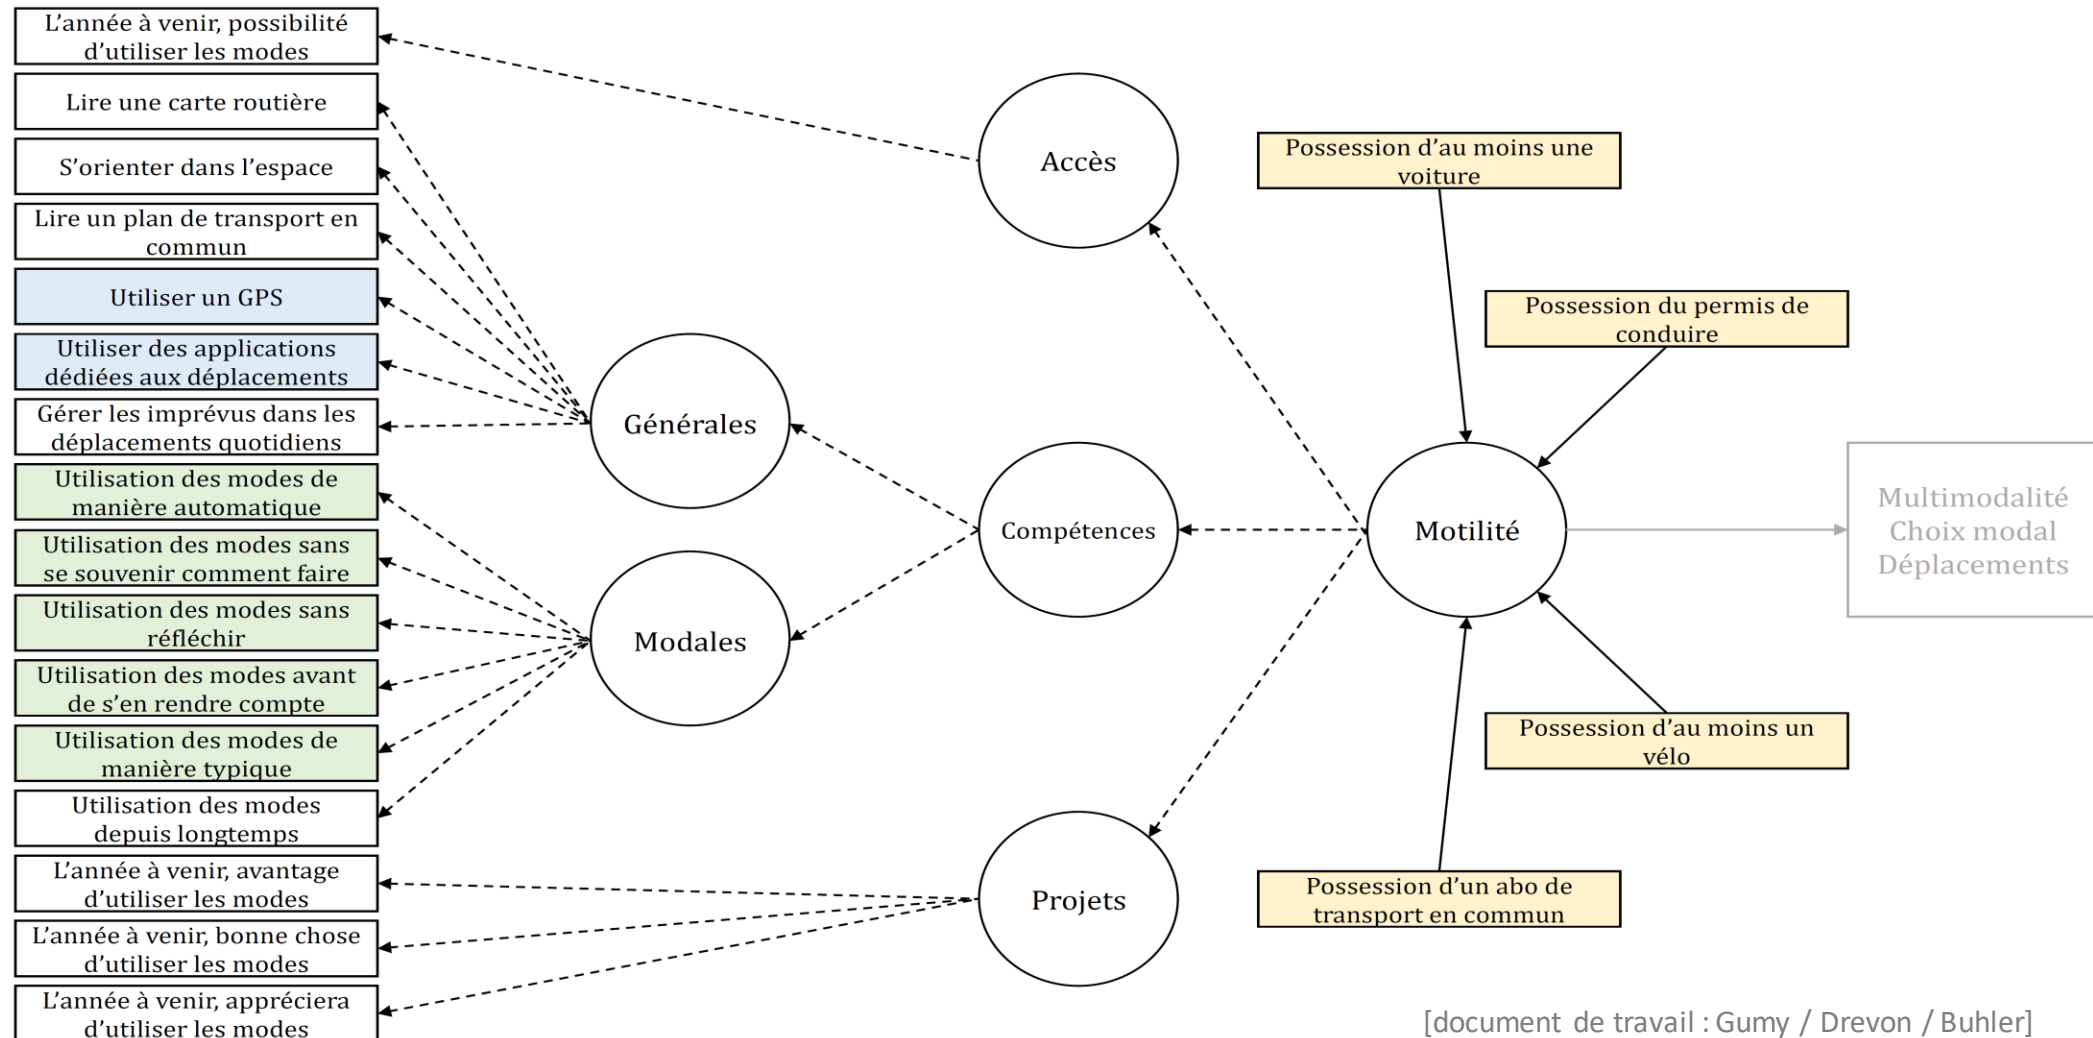 L'année à venir, possibilité
d'utiliser les modes
Lire une carte routière
S'orienter dans l'espace
Lire un plan de transport en
commun
Utiliser un GPS
Utiliser des applications
dédiées aux déplacements
Gérer les imprévus dans les
déplacements quotidiens
Utilisation des modes de
manière automatique
Utilisation des modes sans
se souvenir comment faire
Utilisation des modes sans
réfléchir
Utilisation des modes avant
de s'en rendre compte
Utilisation des modes de
manière typique
Utilisation des modes
depuis longtemps
L'année à venir, avantage
d'utiliser les modes
L'année à venir, bonne chose
d'utiliser les modes
L'année à venir, appréciera
d'utiliser les modes
Générales
Modales
Accès
Compétences
Projets
Possession d'au moins une
voiture
Possession du permis de
conduire
Motilité
Possession d'au moins un
vélo
Possession d'un abo de
transport en commun
Multimodalité
Choix modal
Déplacements
[document de travail : Gumy / Drevon / Buhler]